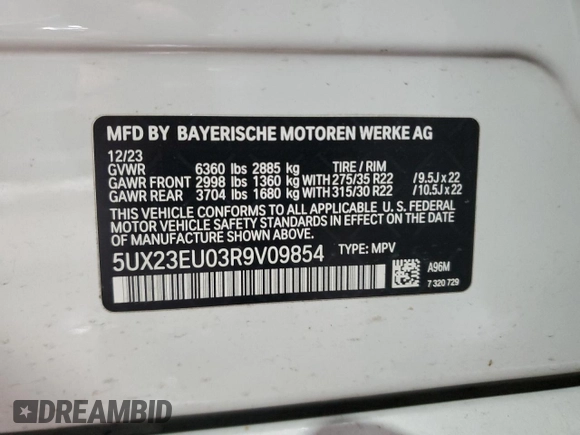 MFD BY BAYERISCHE MOTOREN WERKE AG
12/23
GVWR 6360 lbs 2885 kg TIRE / RIM
GAWR FRONT 2998 lbs 1360 kg WITH 275/35 R22 / 9.5J x 22
GAWR REAR 3704 lbs 1680 kg WITH 315/30 R22 / 10.5J x 22
THIS VEHICLE CONFORMS TO ALL APPLICABLE U. S. FEDERAL
MOTOR VEHICLE SAFETY STANDARDS IN EFFECT ON THE DATE
OF MANUFACTURE SHOWN ABOVE.
5UX23EU03R9V09854 TYPE: MPV
A96M
7 320 729
DREAMBID